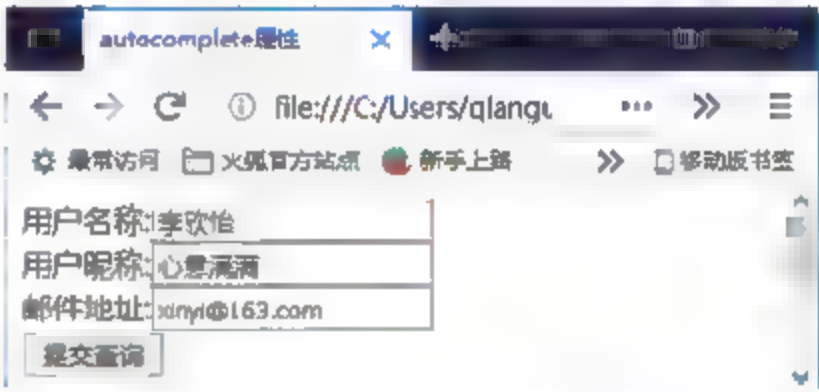 autocomplete属性
file:///C:/Users/qiangu
最常访问 火狐官方站点 新手上路 移动版书签
用户名称:李欣怡
用户昵称:心意满满
邮件地址:xinyi@163.com
提交查询